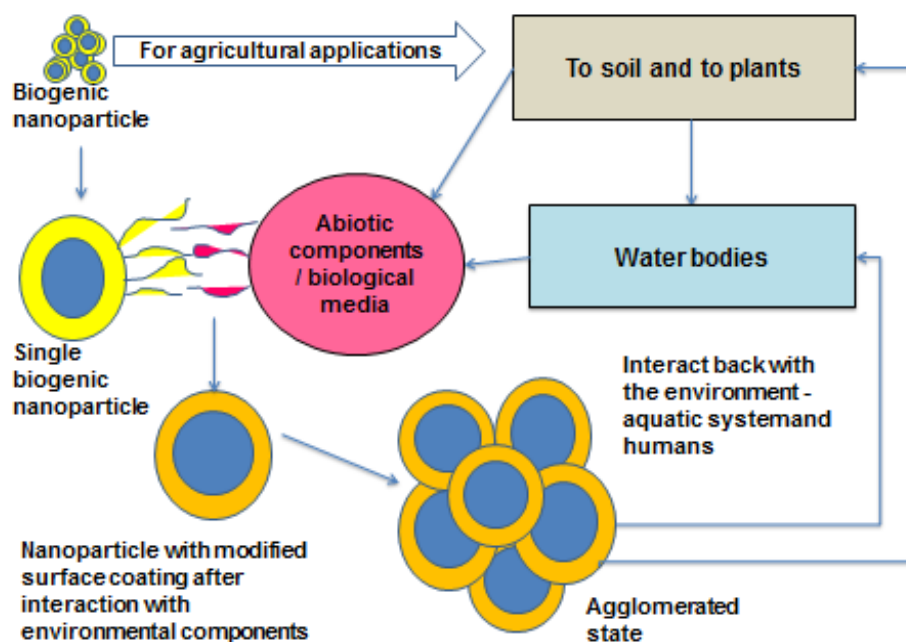 For agricultural applications
To soil and to plants
Biogenic
nanoparticle
Abiotic
components
/ biological
media
Water bodies
Single
biogenic
nanoparticle
Interact back with
the environment -
aquatic systemand
humans
Nanoparticle with modified
surface coating after
interaction with
environmental components
Agglomerated
state